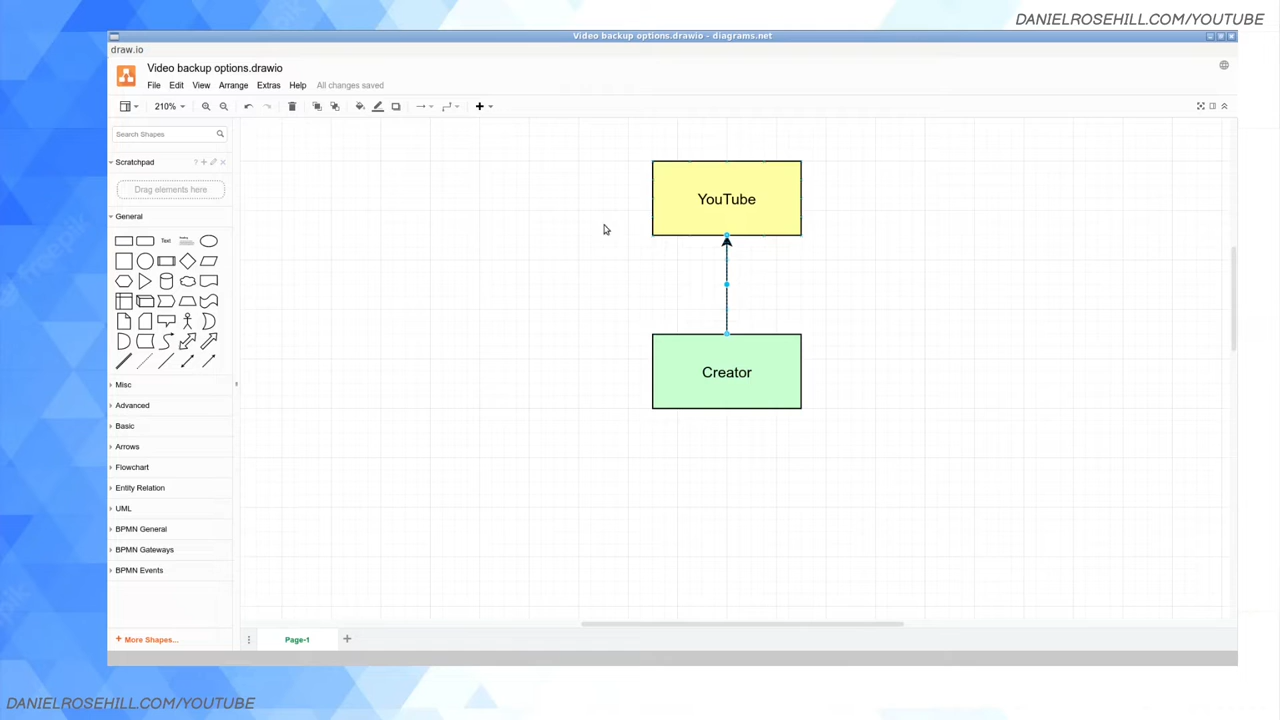 DANIELROSEHILL.COM/YOUTUBE
Video backup options.drawio - diagrams.net
draw.io
Video backup options.drawio
File Edit View Arrange Extras Help All changes saved
210%
Search Shapes
Scratchpad
Drag elements here
General
Text
Misc
Advanced
Basic
Arrows
Flowchart
Entity Relation
UML
BPMN General
BPMN Gateways
BPMN Events
+ More Shapes...
YouTube
Creator
Page-1
DANIELROSEHILL.COM/YOUTUBE